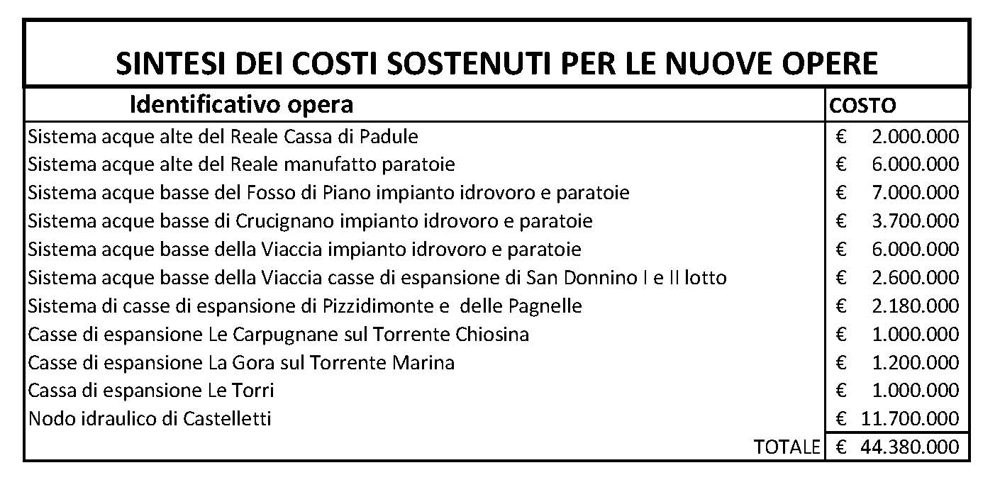 SINTESI DEI COSTI SOSTENUTI PER LE NUOVE OPERE
Identificativo opera COSTO
Sistema acque alte del Reale Cassa di Padule € 2.000.000
Sistema acque alte del Reale manufatto paratoie € 6.000.000
Sistema acque basse del Fosso di Piano impianto idrovoro e paratoie € 7.000.000
Sistema acque basse di Crucignano impianto idrovoro e paratoie € 3.700.000
Sistema acque basse della Viaccia impianto idrovoro e paratoie € 6.000.000
Sistema acque basse della Viaccia casse di espansione di San Donnino I e II lotto € 2.600.000
Sistema di casse di espansione di Pizzidimonte e delle Pagnelle € 2.180.000
Casse di espansione Le Carpugnane sul Torrente Chiosina € 1.000.000
Casse di espansione La Gora sul Torrente Marina € 1.200.000
Cassa di espansione Le Torri € 1.000.000
Nodo idraulico di Castelletti € 11.700.000
TOTALE € 44.380.000